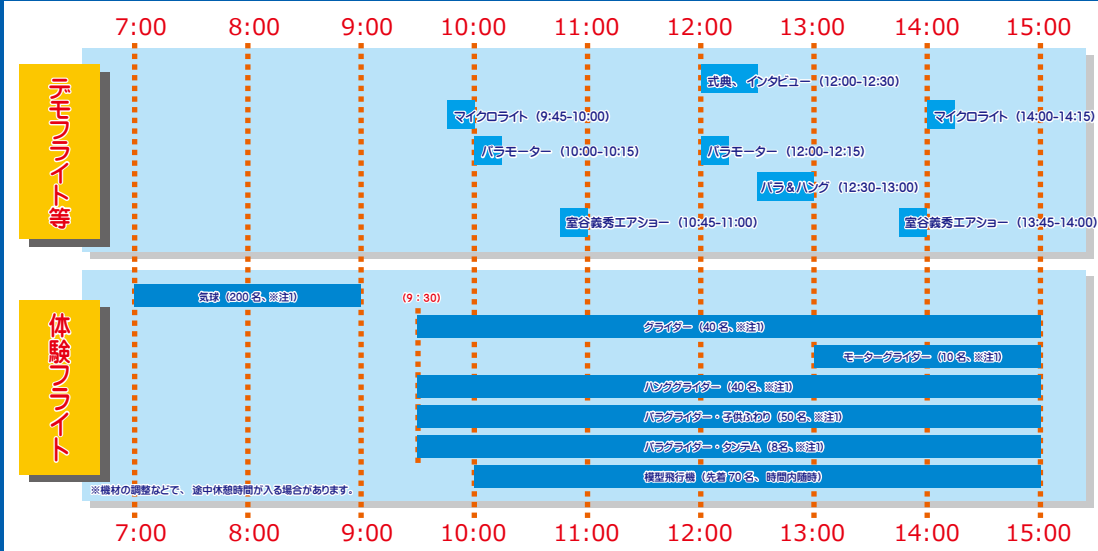 7:00 8:00 9:00 10:00 11:00 12:00 13:00 14:00 15:00
デモフライト等
式典、インタビュー (12:00-12:30)
マイクロライト (9:45-10:00)
マイクロライト (14:00-14:15)
パラモーター (10:00-10:15)
パラモーター (12:00-12:15)
パラ&ハング (12:30-13:00)
室谷義秀エアショー (10:45-11:00)
室谷義秀エアショー (13:45-14:00)
体験フライト
気球 (200名、※注1)
(9:30)
グライダー (40名、※注1)
モーターグライダー (10名、※注1)
ハンググライダー (40名、※注1)
パラグライダー・子供ふわり (50名、※注1)
パラグライダー・タンテム (8名、※注1)
模型飛行機 (先着70名、時間内随時)
※機材の調整などで、途中休憩時間が入る場合があります。
7:00 8:00 9:00 10:00 11:00 12:00 13:00 14:00 15:00